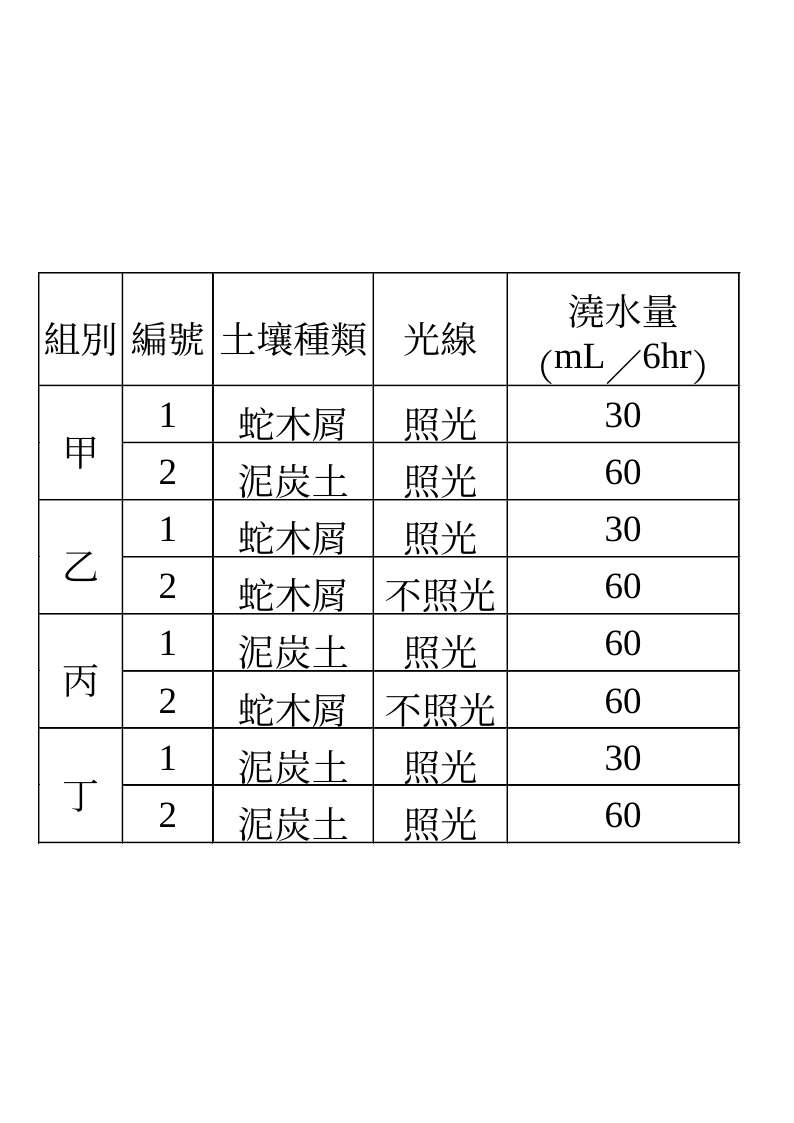 組別 編號 土壤種類 光線 澆水量
(mL／6hr)
甲 1 蛇木屑 照光 30
2 泥炭土 照光 60
乙 1 蛇木屑 照光 30
2 蛇木屑 不照光 60
丙 1 泥炭土 照光 60
2 蛇木屑 不照光 60
丁 1 泥炭土 照光 30
2 泥炭土 照光 60